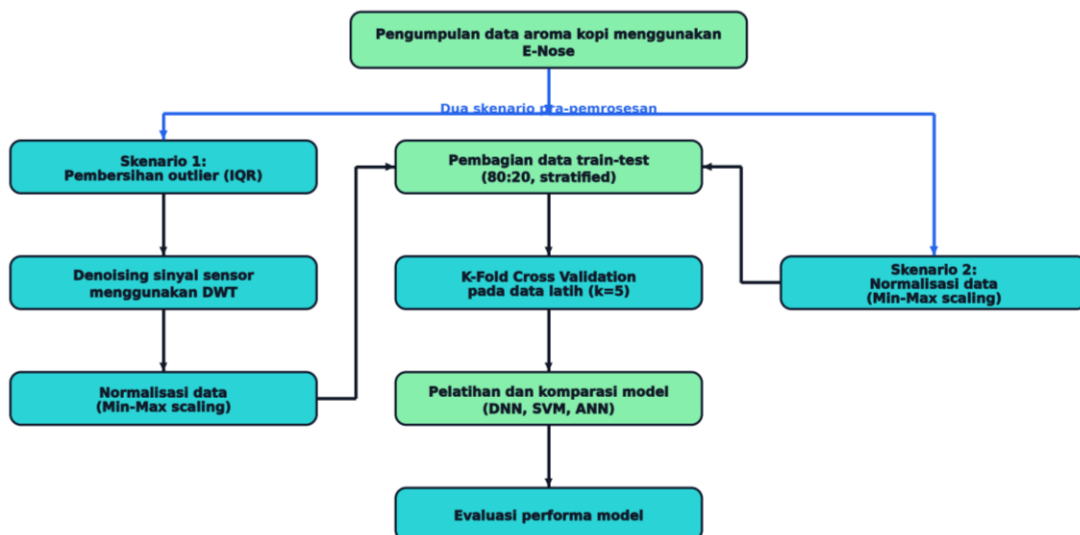 Pengumpulan data aroma kopi menggunakan
E-Nose
Dua skenario pra-pemrosesan
Skenario 1:
Pembersihan outlier (IQR)
Pembagian data train-test
(80:20, stratified)
Denoising sinyal sensor
menggunakan DWT
K-Fold Cross Validation
pada data latih (k=5)
Skenario 2:
Normalisasi data
(Min-Max scaling)
Normalisasi data
(Min-Max scaling)
Pelatihan dan komparasi model
(DNN, SVM, ANN)
Evaluasi performa model